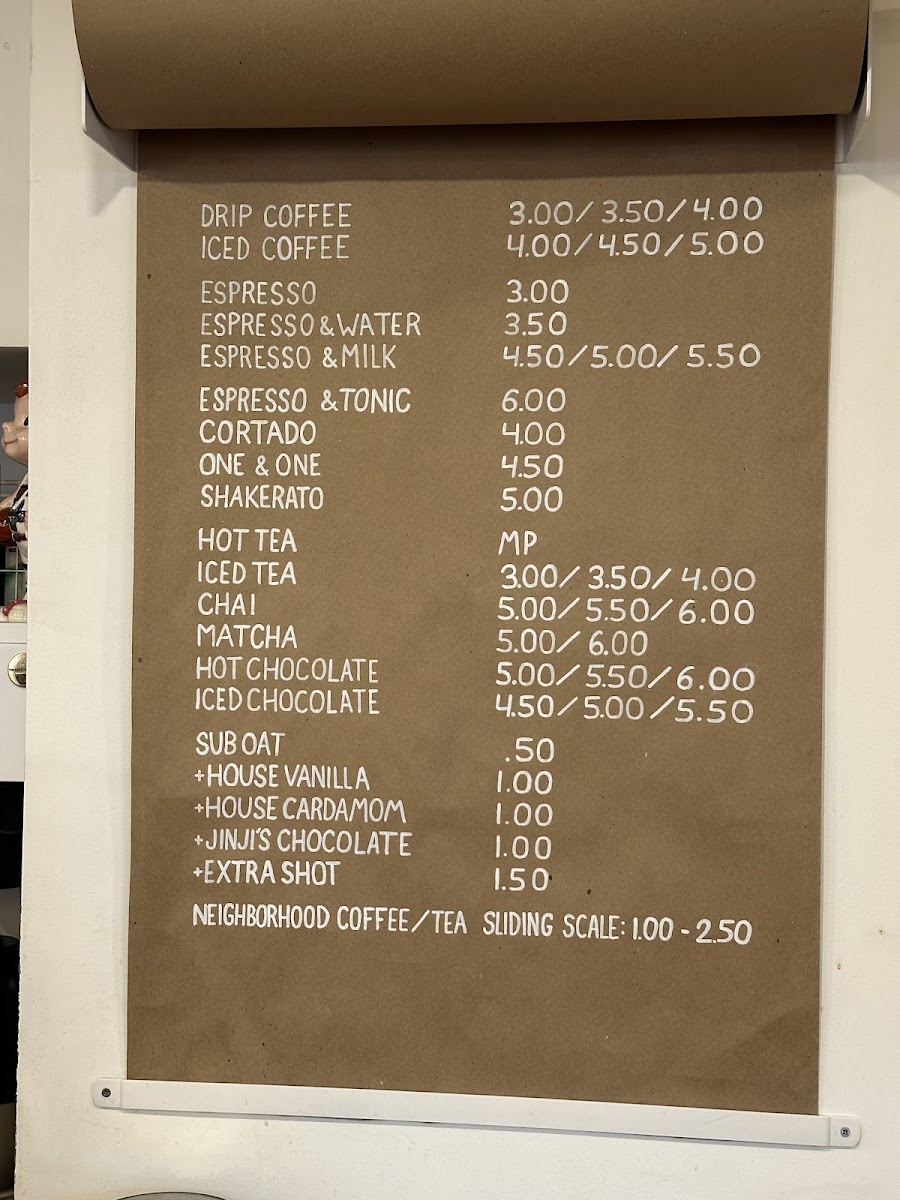 DRIP COFFEE 3.00/3.50/4.00
ICED COFFEE 4.00/4.50/5.00
ESPRESSO 3.00
ESPRESSO & WATER 3.50
ESPRESSO & MILK 4.50/5.00/5.50
ESPRESSO & TONIC 6.00
CORTADO 4.00
ONE & ONE 4.50
SHAKERATO 5.00
HOT TEA MP
ICED TEA 3.00/3.50/4.00
CHAI 5.00/5.50/6.00
MATCHA 5.00/6.00
HOT CHOCOLATE 5.00/5.50/6.00
ICED CHOCOLATE 4.50/5.00/5.50
SUB OAT .50
+HOUSE VANILLA 1.00
+HOUSE CARDAMOM 1.00
+JINJI'S CHOCOLATE 1.00
+EXTRA SHOT 1.50
NEIGHBORHOOD COFFEE/TEA SLIDING SCALE: 1.00 - 2.50